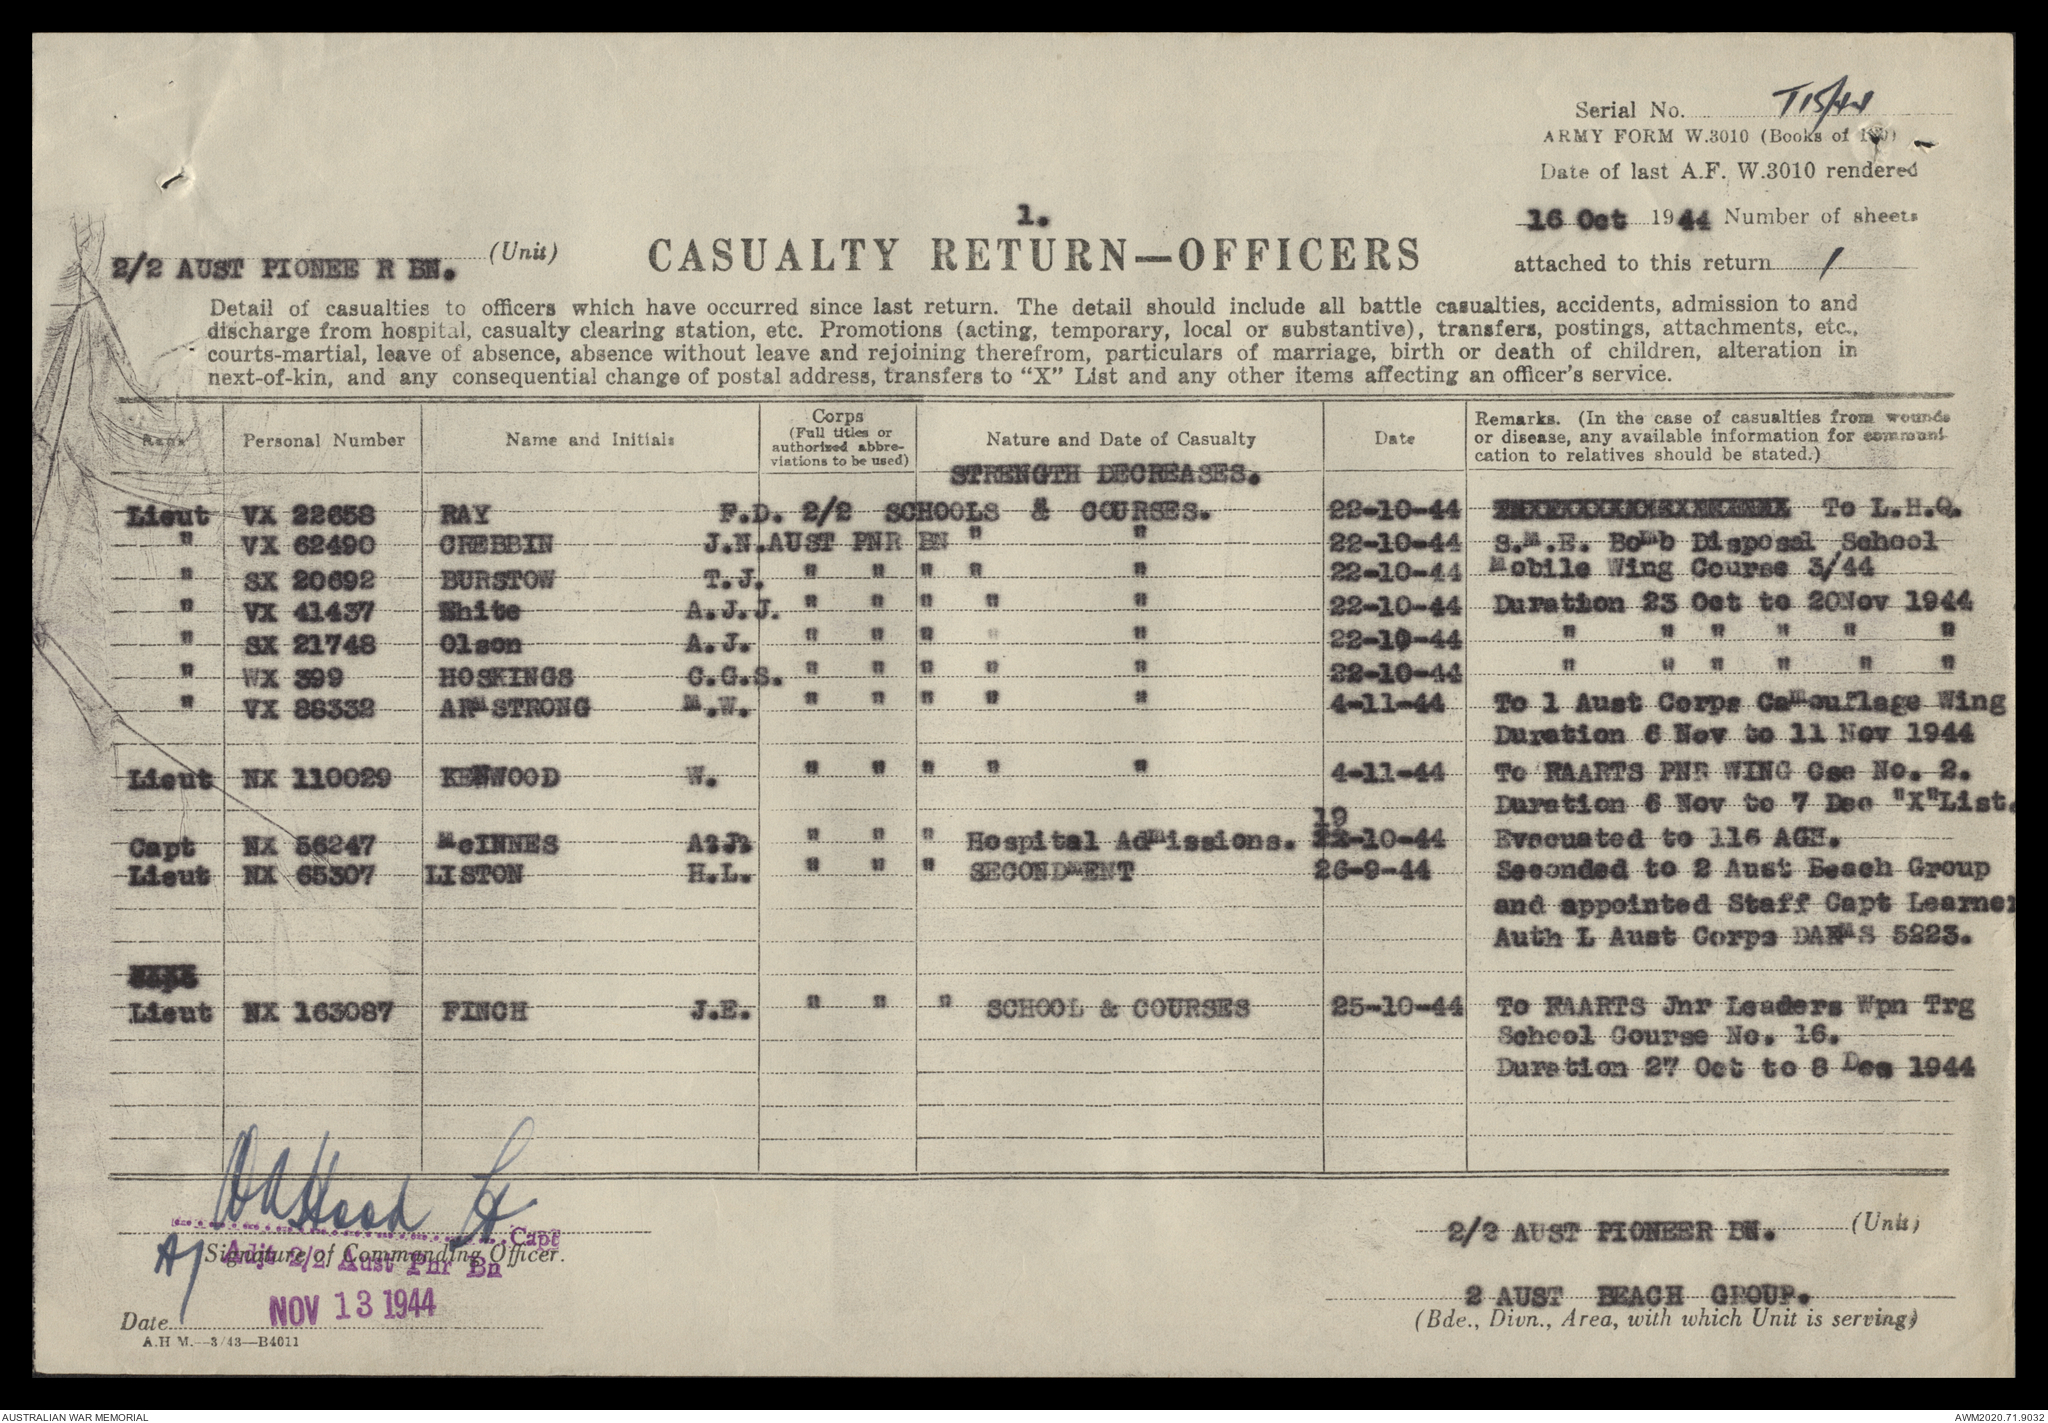 Serial No. T15/44
ARMY FORM W.3010 (Books of 100)
Date of last A.F. W.3010 rendered
1.
16 Oct 1944 Number of sheets
2/2 AUST PIONEE R BN. (Unit)
CASUALTY RETURN—OFFICERS
attached to this return 1
Detail of casualties to officers which have occurred since last return. The detail should include all battle casualties, accidents, admission to and
discharge from hospital, casualty clearing station, etc. Promotions (acting, temporary, local or substantive), transfers, postings, attachments, etc.,
courts-martial, leave of absence, absence without leave and rejoining therefrom, particulars of marriage, birth or death of children, alteration in
next-of-kin, and any consequential change of postal address, transfers to "X" List and any other items affecting an officer's service.
Rank Personal Number Name and Initials Corps (Full titles or authorized abbreviations to be used) Nature and Date of Casualty Date Remarks. (In the case of casualties from wounds
or disease, any available information for communi-
cation to relatives should be stated.)
STRENGTH DECREASES.
Lieut VX 22658 RAY F.D. 2/2 SCHOOLS & COURSES. 22-10-44 To L.H.Q.
" VX 62490 CREBBIN J.N. AUST PNR BN " " 22-10-44 S.M.E. Bomb Disposal School
" SX 20692 BURSTOW T.J. " " " " " 22-10-44 Mobile Wing Course 3/44
" VX 41437 White A.J.J. " " " " " 22-10-44 Duration 23 Oct to 20Nov 1944
" SX 21748 Olson A.J. " " " " " 22-10-44 " " " " " "
" WX 399 HOSKINGS C.G.S. " " " " " 22-10-44 " " " " " "
" VX 88332 ARMSTRONG M.W. " " " " " 4-11-44 To 1 Aust Corps Camouflage Wing
Duration 6 Nov to 11 Nov 1944
Lieut NX 110029 KENWOOD W. " " " " " 4-11-44 To RAARTS PNR WING Cse No. 2.
Duration 6 Nov to 7 Dec "X"List.
Capt NX 56247 McINNES A.J. " " " Hospital Admissions. 19 22-10-44 Evacuated to 116 AGH.
Lieut NX 65307 LISTON H.L. " " " SECONDMENT 26-9-44 Seconded to 2 Aust Beach Group
and appointed Staff Capt Learner
Auth L Aust Corps DAMS 5223.
Lieut NX 163087 FINCH J.E. " " " SCHOOL & COURSES 25-10-44 To RAARTS Jnr Leaders Wpn Trg
School Course No. 16.
Duration 27 Oct to 8 Dec 1944
Hood Lt
Capt
Signature of Commanding Officer.
A/ Adjt 2/2 Aust Pnr Bn
2/2 AUST PIONEER BN. (Unit)
NOV 13 1944
2 AUST BEACH GROUP.
Date
(Bde., Divn., Area, with which Unit is serving)
A.H M.—3/43—B4011
AUSTRALIAN WAR MEMORIAL
AWM2020.71.9032